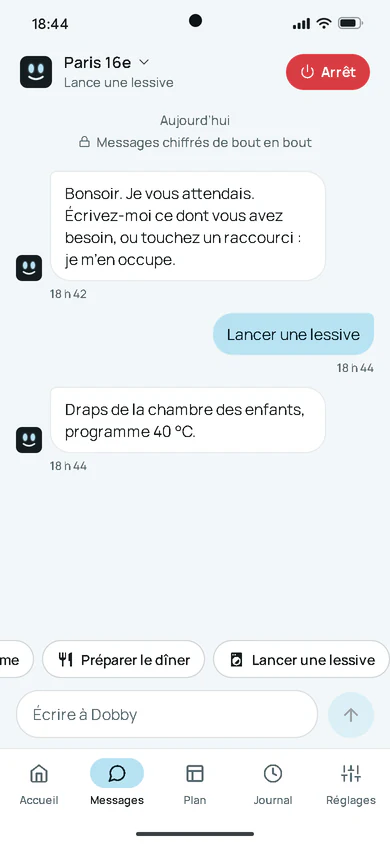 18:44
Paris 16e
Lance une lessive
Arrêt
Aujourd'hui
Messages chiffrés de bout en bout
Bonsoir. Je vous attendais.
Écrivez-moi ce dont vous avez
besoin, ou touchez un raccourci :
je m'en occupe.
18 h 42
Lancer une lessive
18 h 44
Draps de la chambre des enfants,
programme 40 °C.
18 h 44
me
Préparer le dîner
Lancer une lessive
Écrire à Dobby
Accueil
Messages
Plan
Journal
Réglages